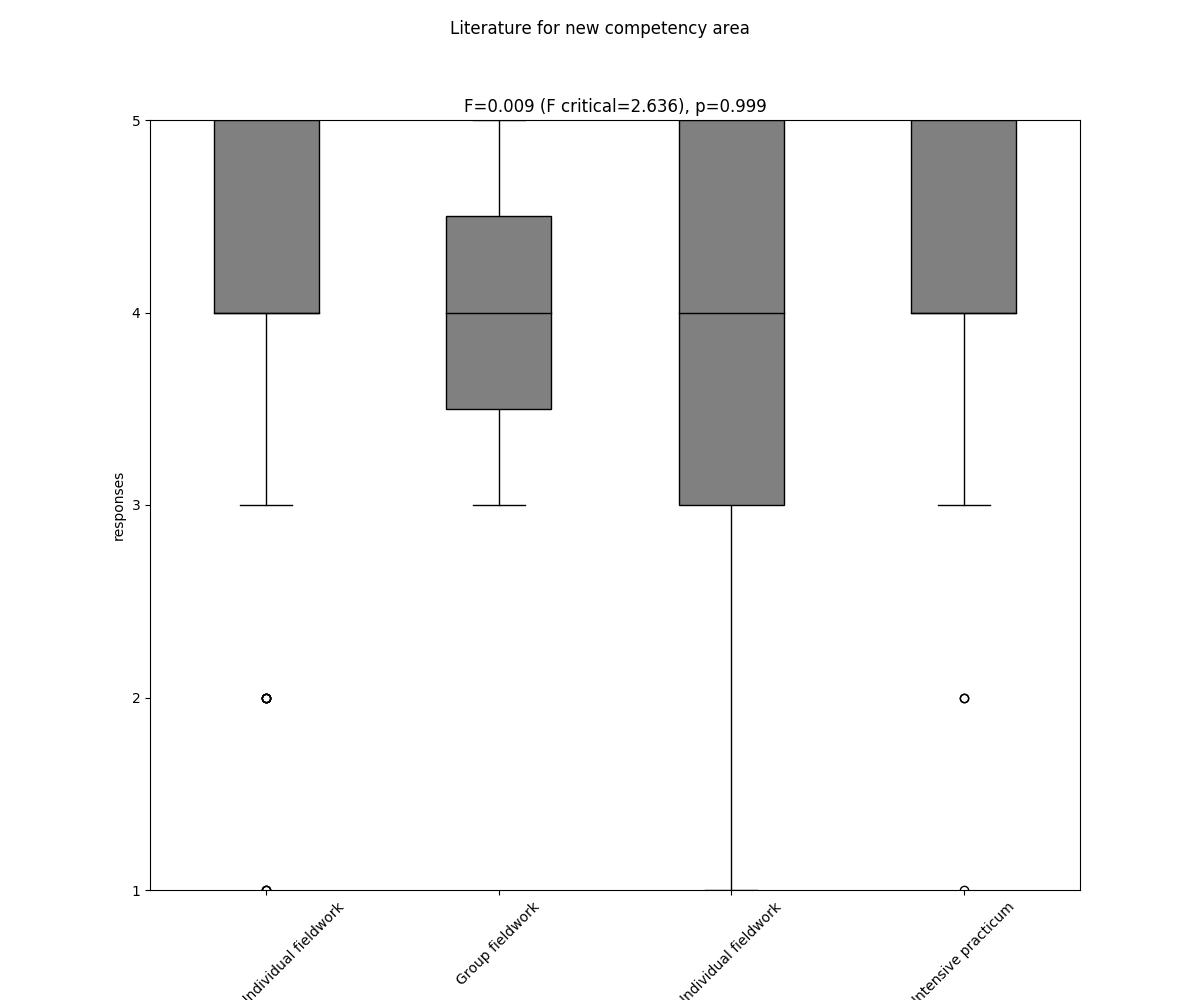 Literature for new competency area
F=0.009 (F critical=2.636), p=0.999
5
4
3
2
1
responses
Individual fieldwork
Group fieldwork
Individual fieldwork
Intensive practicum